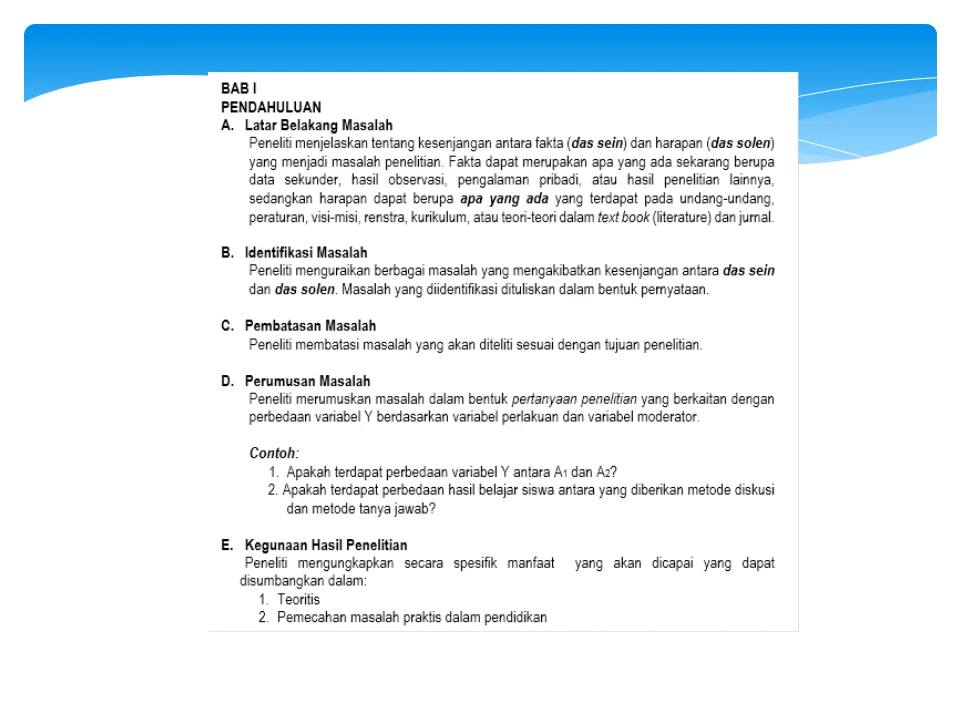 BAB I
PENDAHULUAN
A. Latar Belakang Masalah
Peneliti menjelaskan tentang kesenjangan antara fakta (das sein) dan harapan (das solen)
yang menjadi masalah penelitian. Fakta dapat merupakan apa yang ada sekarang berupa
data sekunder, hasil observasi, pengalaman pribadi, atau hasil penelitian lainnya,
sedangkan harapan dapat berupa apa yang ada yang terdapat pada undang-undang,
peraturan, visi-misi, renstra, kurikulum, atau teori-teori dalam text book (literature) dan jurnal.
B. Identifikasi Masalah
Peneliti menguraikan berbagai masalah yang mengakibatkan kesenjangan antara das sein
dan das solen. Masalah yang diidentifikasi dituliskan dalam bentuk pernyataan.
C. Pembatasan Masalah
Peneliti membatasi masalah yang akan diteliti sesuai dengan tujuan penelitian.
D. Perumusan Masalah
Peneliti merumuskan masalah dalam bentuk pertanyaan penelitian yang berkaitan dengan
perbedaan variabel Y berdasarkan variabel perlakuan dan variabel moderator.
Contoh:
1. Apakah terdapat perbedaan variabel Y antara A1 dan A2?
2. Apakah terdapat perbedaan hasil belajar siswa antara yang diberikan metode diskusi
dan metode tanya jawab?
E. Kegunaan Hasil Penelitian
Peneliti mengungkapkan secara spesifik manfaat yang akan dicapai yang dapat
disumbangkan dalam:
1. Teoritis
2. Pemecahan masalah praktis dalam pendidikan